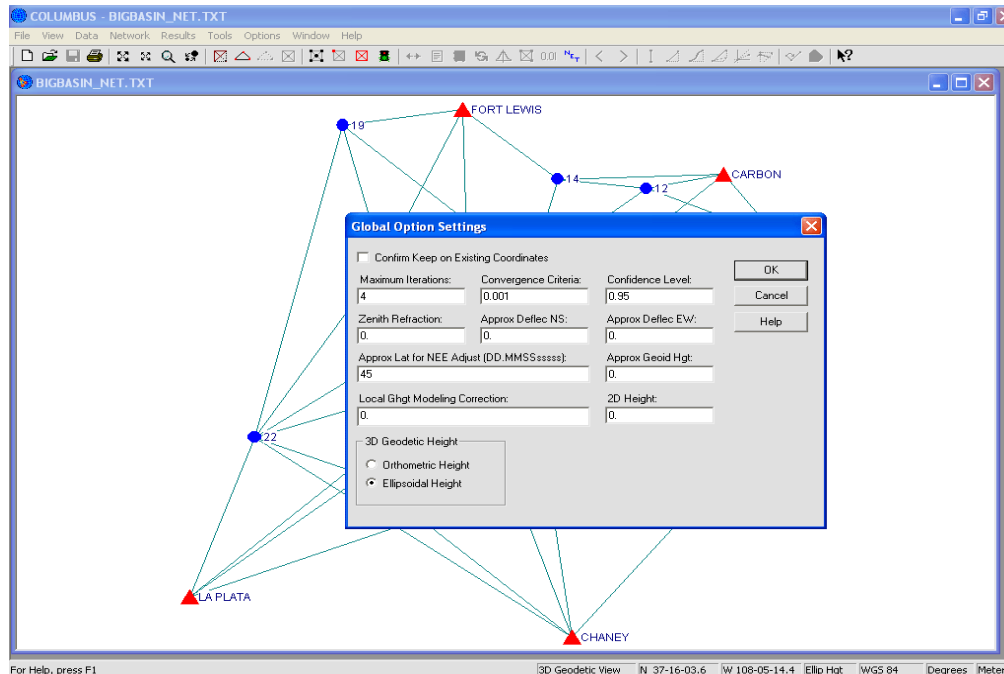 COLUMBUS - BIGBASIN_NET.TXT
File View Data Network Results Tools Options Window Help
0.01
BIGBASIN_NET.TXT
FORT LEWIS
19
CARBON
14
12
Global Option Settings
Confirm Keep on Existing Coordinates
OK
Maximum Iterations: Convergence Criteria: Confidence Level:
4 0.001 0.95
Cancel
Zenith Refraction: Approx Deflec NS: Approx Deflec EW:
Help
0. 0. 0.
Approx Lat for NEE Adjust (DD.MMSSsssss): Approx Geoid Hgt:
45 0.
Local Ghgt Modeling Correction: 2D Height:
0. 0.
22
3D Geodetic Height
Orthometric Height
Ellipsoidal Height
LA PLATA
CHANEY
For Help, press F1
3D Geodetic View N 37-16-03.6 W 108-05-14.4 Ellip Hgt WGS 84 Degrees Meter